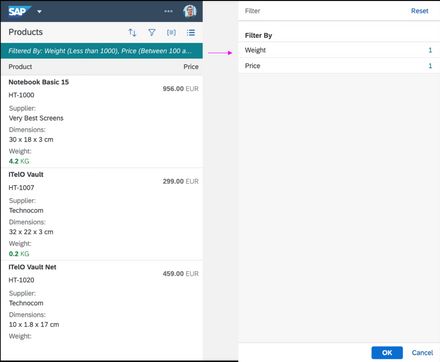 SAP
Products
Filtered By: Weight (Less than 1000), Price (Between 100 a...
Product Price
Notebook Basic 15
HT-1000
956.00 EUR
Supplier:
Very Best Screens
Dimensions:
30 x 18 x 3 cm
Weight:
4.2 KG
ITelO Vault
HT-1007
299.00 EUR
Supplier:
Technocom
Dimensions:
32 x 22 x 3 cm
Weight:
0.2 KG
ITelO Vault Net
HT-1020
459.00 EUR
Supplier:
Technocom
Dimensions:
10 x 1.8 x 17 cm
Weight:
Filter Reset
Filter By
Weight 1
Price 1
OK Cancel